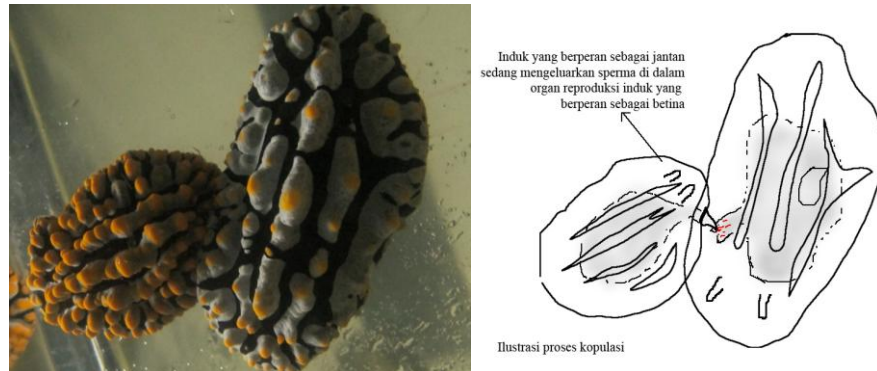 Induk yang berperan sebagai jantan
sedang mengeluarkan sperma di dalam
organ reproduksi induk yang
berperan sebagai betina
Ilustrasi proses kopulasi